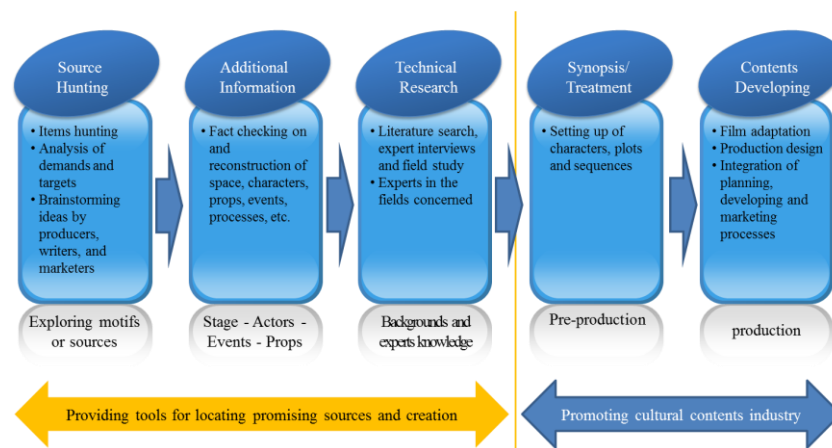 Source
Hunting
• Items hunting
• Analysis of
demands and
targets
• Brainstorming
ideas by
producers,
writers, and
marketers
Exploring motifs
or sources
Additional
Information
• Fact checking on
and
reconstruction of
space, characters,
props, events,
processes, etc.
Stage - Actors -
Events - Props
Technical
Research
• Literature search,
expert interviews
and field study
• Experts in the
fields concerned
Backgrounds and
experts knowledge
Synopsis/
Treatment
• Setting up of
characters, plots
and sequences
Pre-production
Contents
Developing
• Film adaptation
• Production design
• Integration of
planning,
developing and
marketing
processes
production
Providing tools for locating promising sources and creation
Promoting cultural contents industry